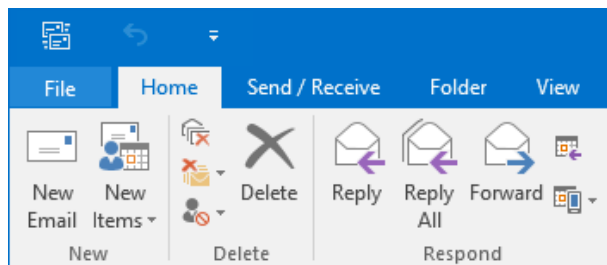 File Home Send / Receive Folder View
New Email
New Items
Delete
Reply
Reply All
Forward
New Delete Respond